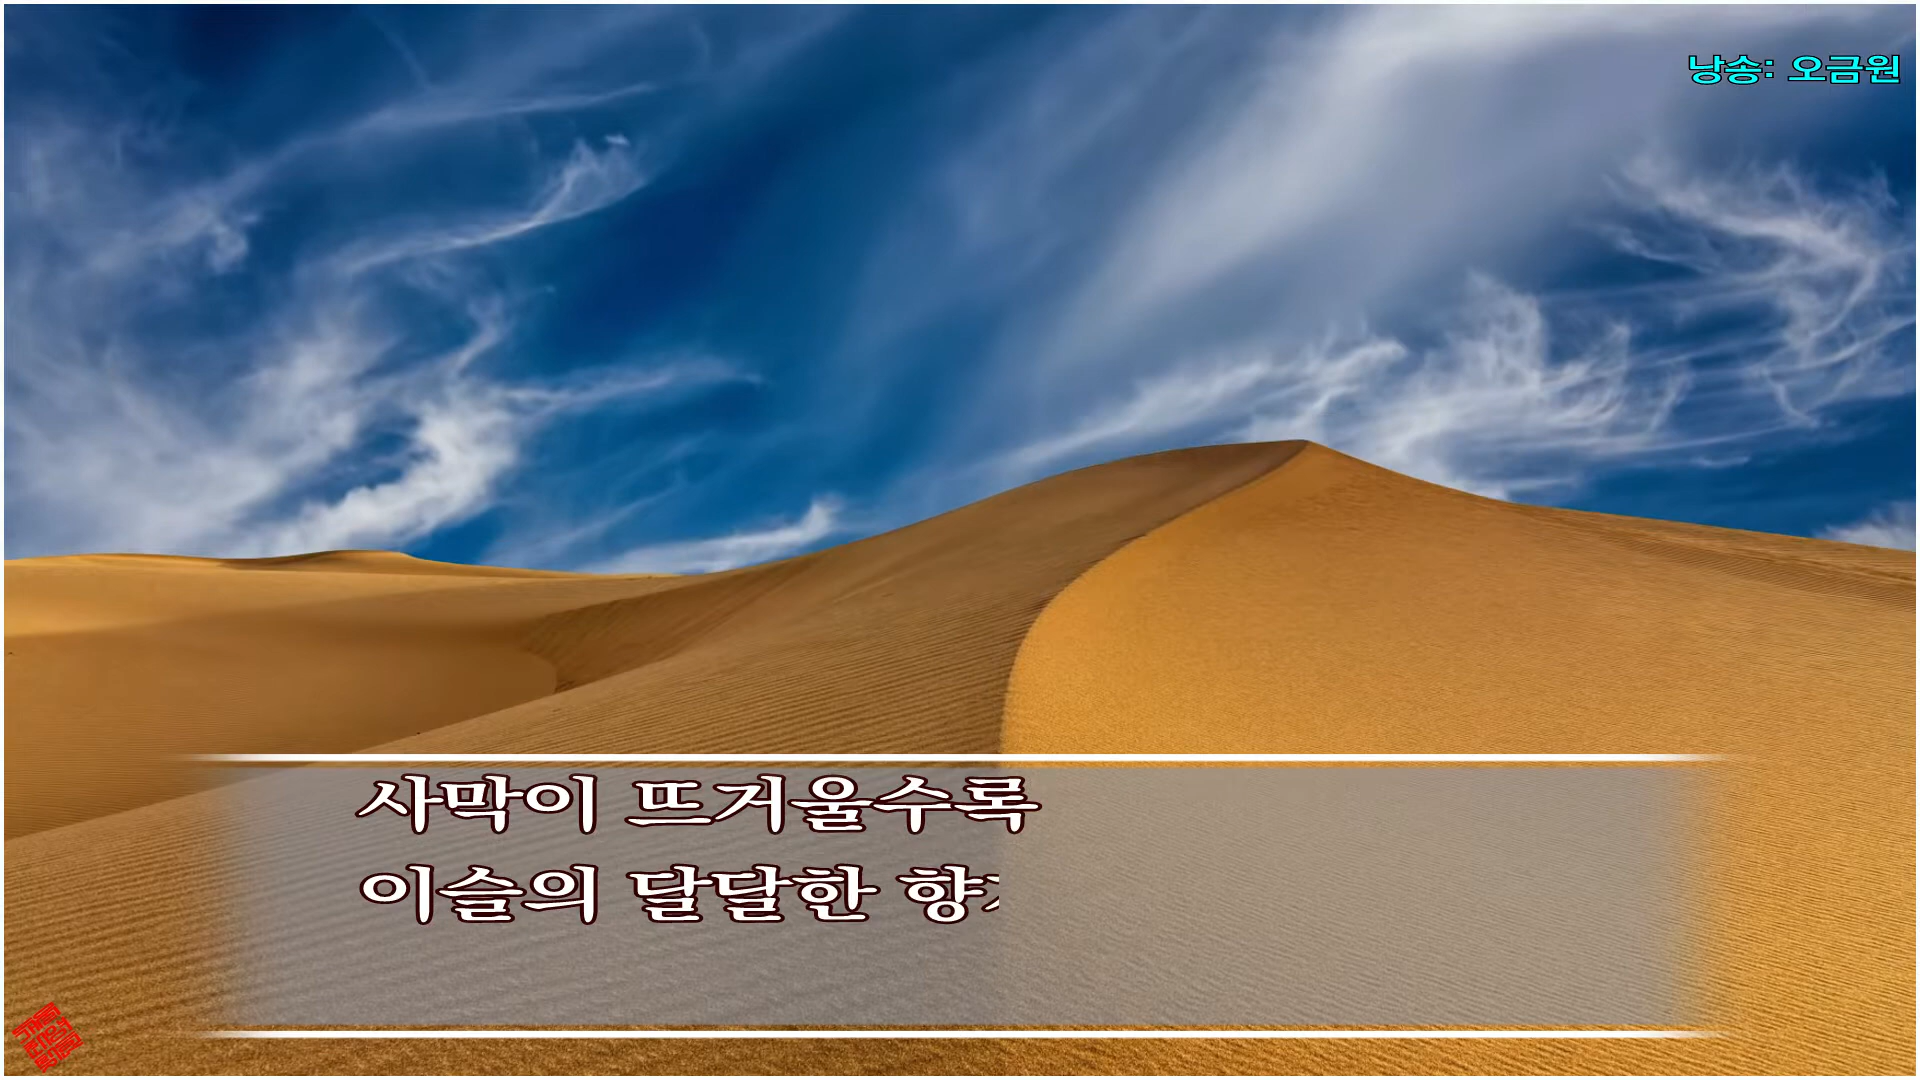 낭송: 오금원
사막이 뜨거울수록
이슬의 달달한